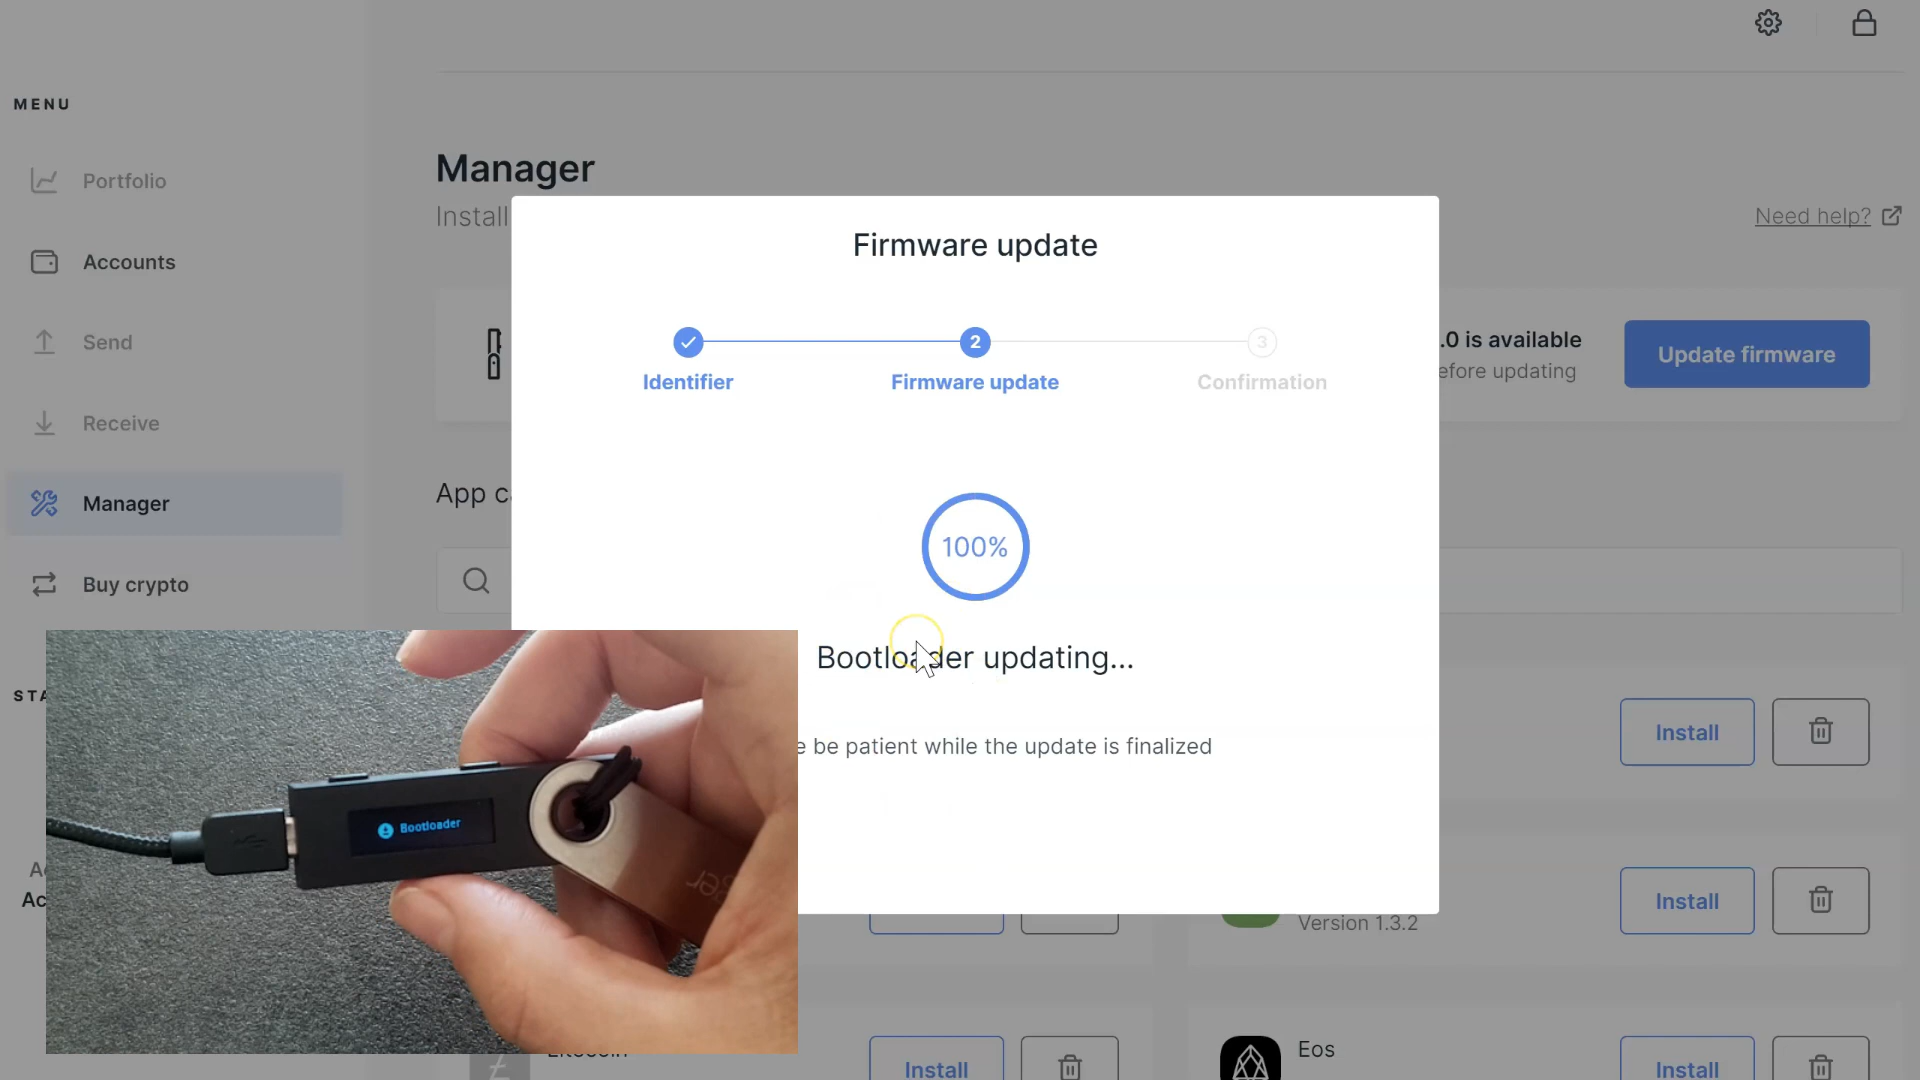 MENU
Portfolio
Accounts
Send
Receive
Manager
Buy crypto
Manager
Install
Need help?
.0 is available
efore updating
Update firmware
App c
Firmware update
2
3
Identifier
Firmware update
Confirmation
100%
Bootloader updating...
e be patient while the update is finalized
Bootloader
Install
Install
Version 1.3.2
Install
Eos
Install